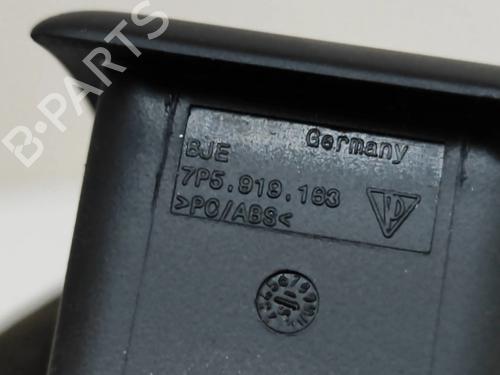 B-PARTS
Germany
BJE
7P5.919.163
>PC/ABS<